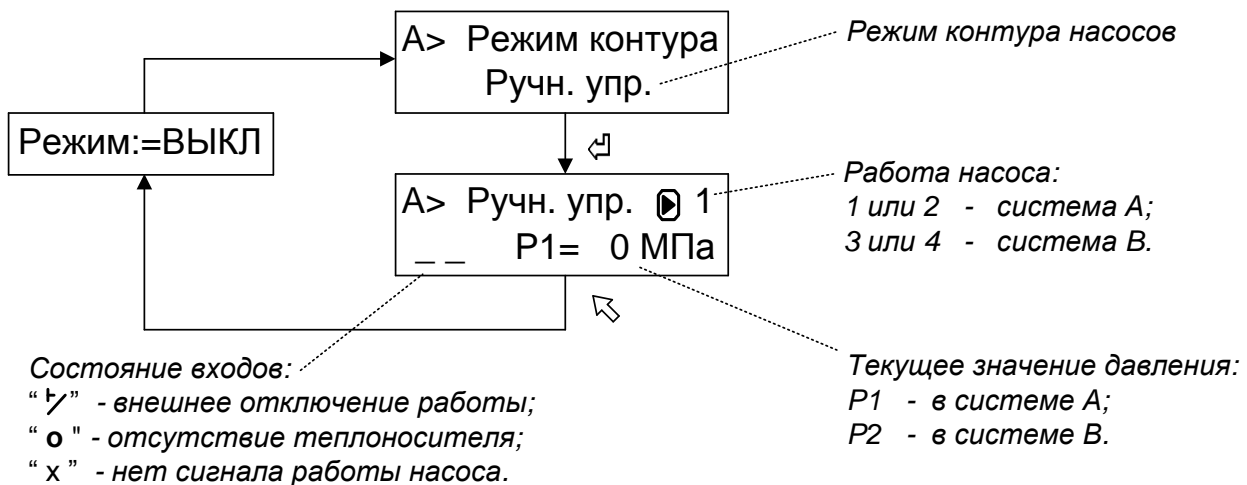 А> Режим контура
Ручн. упр.
Режим контура насосов
Режим:=ВЫКЛ
А> Ручн. упр. 1
_ _ Р1= 0 МПа
Работа насоса:
1 или 2 - система А;
3 или 4 - система В.
Состояние входов:
“ ” - внешнее отключение работы;
“ о " - отсутствие теплоносителя;
“ х ” - нет сигнала работы насоса.
Текущее значение давления:
Р1 - в системе А;
Р2 - в системе В.